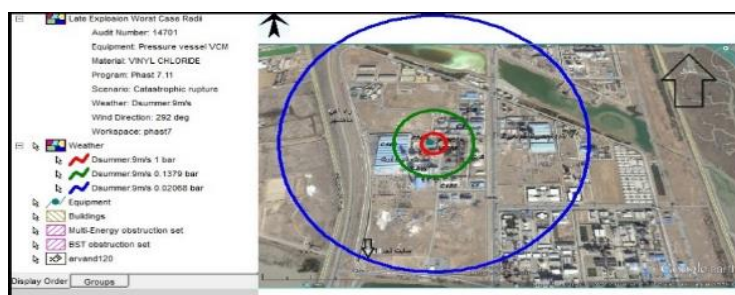 Late Explosion Worst Case Radii
Audit Number: 14701
Equipment: Pressure vessel VCM
Material: VINYL CHLORIDE
Program: Phast 7.11
Scenario: Catastrophic rupture
Weather: Dsummer.9m/s
Wind Direction: 292 deg
Workspace: phast7
Weather
Dsummer.9m/s 1 bar
Dsummer.9m/s 0.1379 bar
Dsummer.9m/s 0.02068 bar
Equipment
Buildings
Multi-Energy obstruction set
BST obstruction set
arvand120
Display Order
Groups
سایت
Google earth